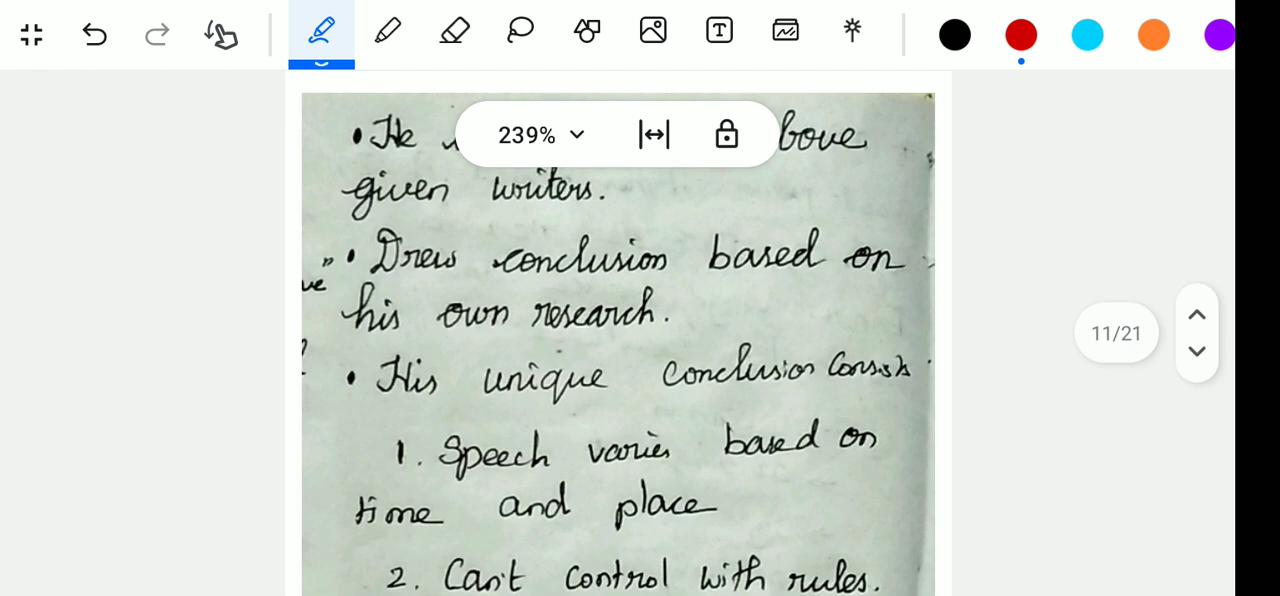 239%
• He bove
given writers.
• Drew conclusion based on
ve
his own research.
11/21
• His unique conclusion Consists
1. Speech varies based on
time and place
2. Can't control with rules.